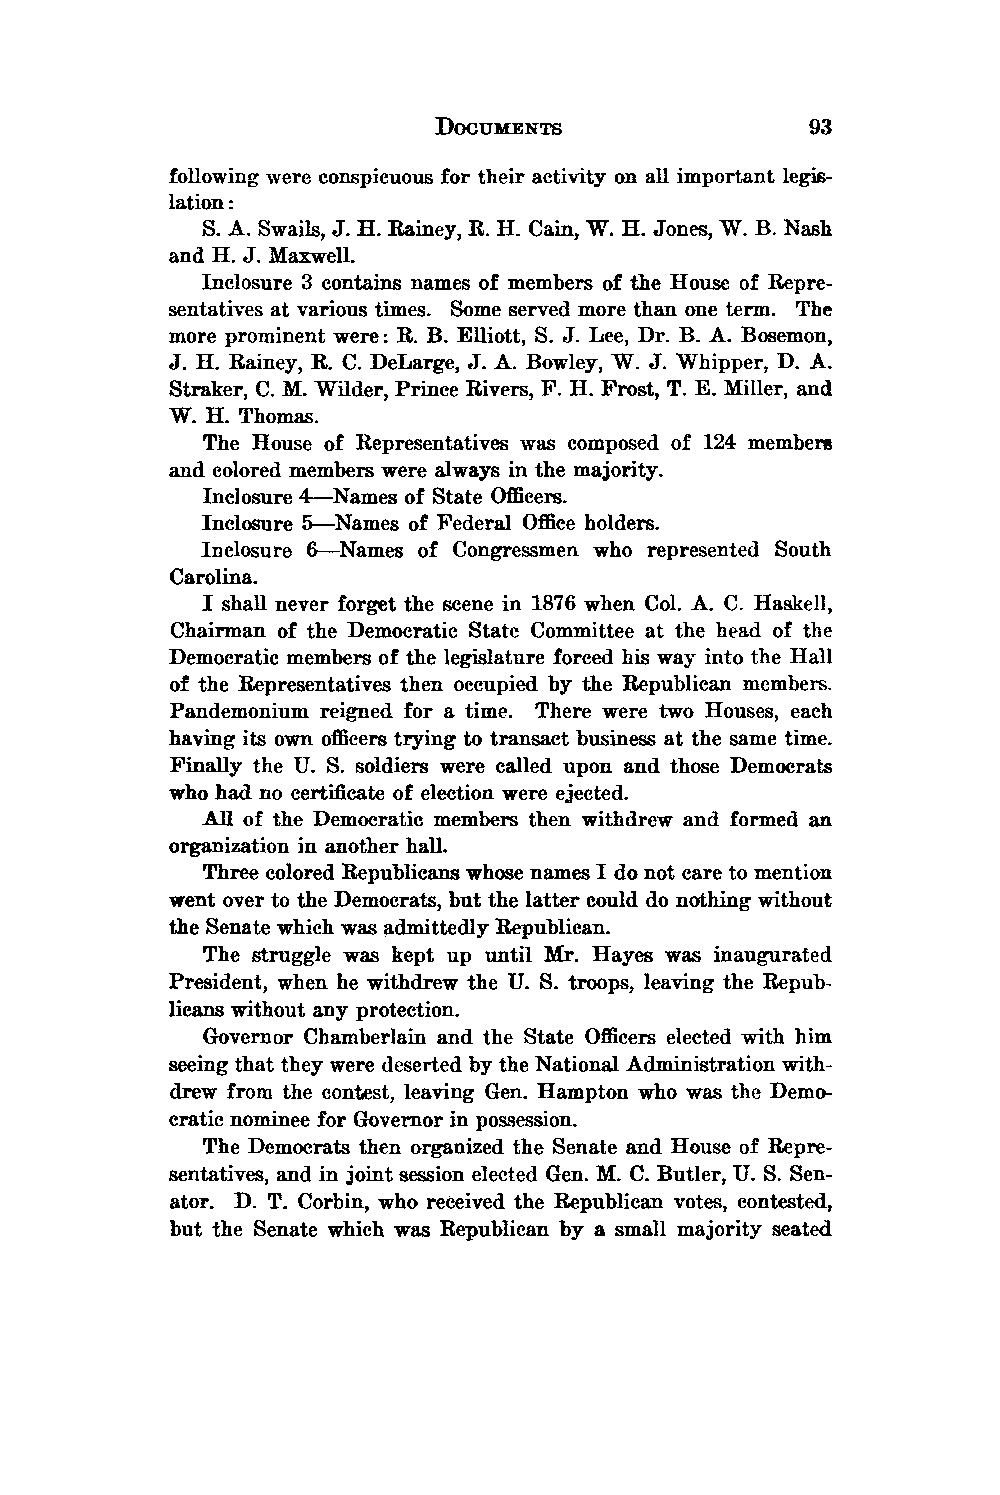 DOCUMENTS 93
following were conspicuous for their activity on all important legis-
lation:
S. A. Swails, J. H. Rainey, R. H. Cain, W. H. Jones, W. B. Nash
and H. J. Maxwell.
Inclosure 3 contains names of members of the House of Repre-
sentatives at various times. Some served more than one term. The
more prominent were: R. B. Elliott, S. J. Lee, Dr. B. A. Bosemon,
J. H. Rainey, R. C. DeLarge, J. A. Bowley, W. J. Whipper, D. A.
Straker, C. M. Wilder, Prince Rivers, F. H. Frost, T. E. Miller, and
W. H. Thomas.
The House of Representatives was composed of 124 members
and colored members were always in the majority.
Inclosure 4—Names of State Officers.
Inclosure 5—Names of Federal Office holders.
Inclosure 6—Names of Congressmen who represented South
Carolina.
I shall never forget the scene in 1876 when Col. A. C. Haskell,
Chairman of the Democratic State Committee at the head of the
Democratic members of the legislature forced his way into the Hall
of the Representatives then occupied by the Republican members.
Pandemonium reigned for a time. There were two Houses, each
having its own officers trying to transact business at the same time.
Finally the U. S. soldiers were called upon and those Democrats
who had no certificate of election were ejected.
All of the Democratic members then withdrew and formed an
organization in another hall.
Three colored Republicans whose names I do not care to mention
went over to the Democrats, but the latter could do nothing without
the Senate which was admittedly Republican.
The struggle was kept up until Mr. Hayes was inaugurated
President, when he withdrew the U. S. troops, leaving the Repub-
licans without any protection.
Governor Chamberlain and the State Officers elected with him
seeing that they were deserted by the National Administration with-
drew from the contest, leaving Gen. Hampton who was the Demo-
cratic nominee for Governor in possession.
The Democrats then organized the Senate and House of Repre-
sentatives, and in joint session elected Gen. M. C. Butler, U. S. Sen-
ator. D. T. Corbin, who received the Republican votes, contested,
but the Senate which was Republican by a small majority seated